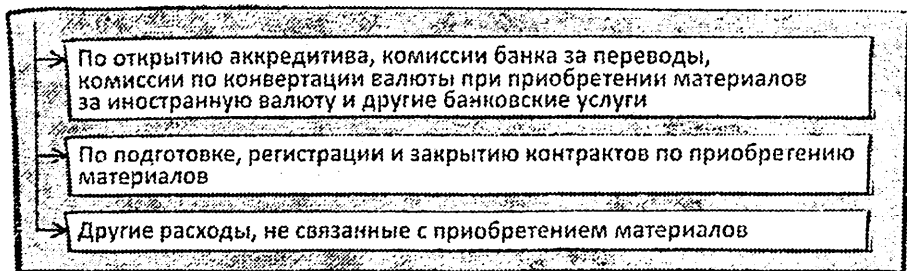 По открытию аккредитива, комиссии банка за переводы,
комиссии по конвертации валюты при приобретении материалов
за иностранную валюту и другие банковские услуги
По подготовке, регистрации и закрытию контрактов по приобретению
материалов
Другие расходы, не связанные с приобретением материалов